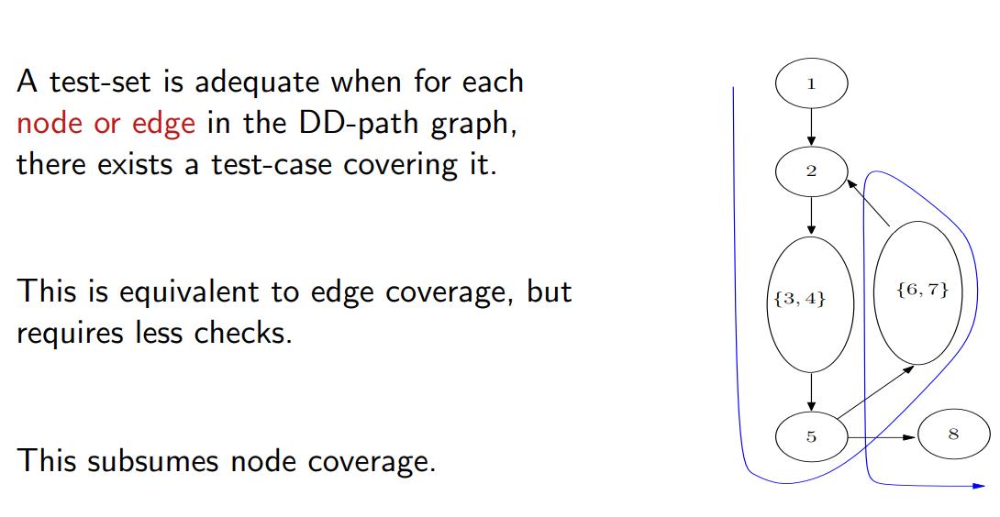 A test-set is adequate when for each
node or edge in the DD-path graph,
there exists a test-case covering it.
This is equivalent to edge coverage, but
requires less checks.
This subsumes node coverage.
1
2
{3, 4}
{6, 7}
5
8